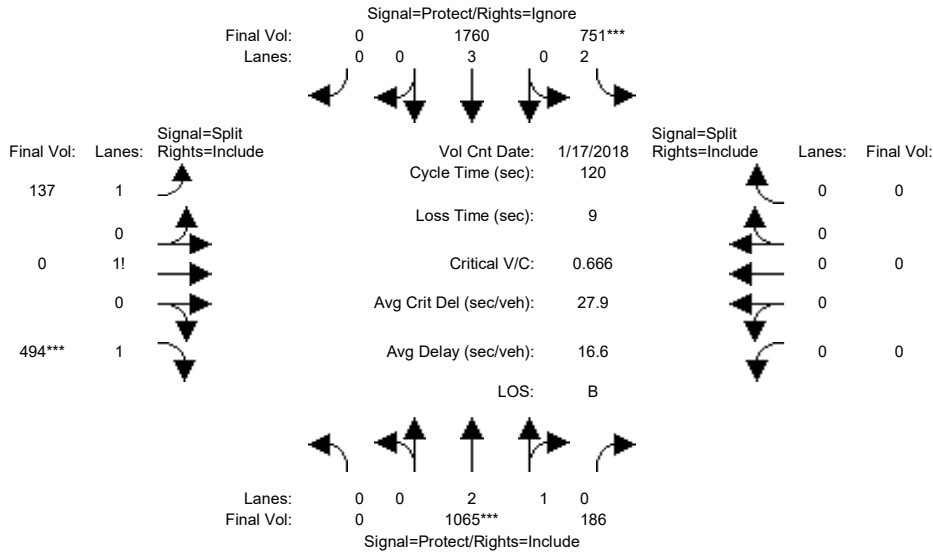 Signal=Protect/Rights=Ignore
Final Vol: 0 1760 751***
Lanes: 0 0 3 0 2
Signal=Split
Final Vol: Lanes: Rights=Include
Vol Cnt Date: 1/17/2018
Signal=Split
Rights=Include Lanes: Final Vol:
Cycle Time (sec): 120
137 1
0 0
Loss Time (sec): 9
0
0
0 1!
Critical V/C: 0.666
0 0
0
Avg Crit Del (sec/veh): 27.9
0
494*** 1
Avg Delay (sec/veh): 16.6
0 0
LOS: B
Lanes: 0 0 2 1 0
Final Vol: 0 1065*** 186
Signal=Protect/Rights=Include